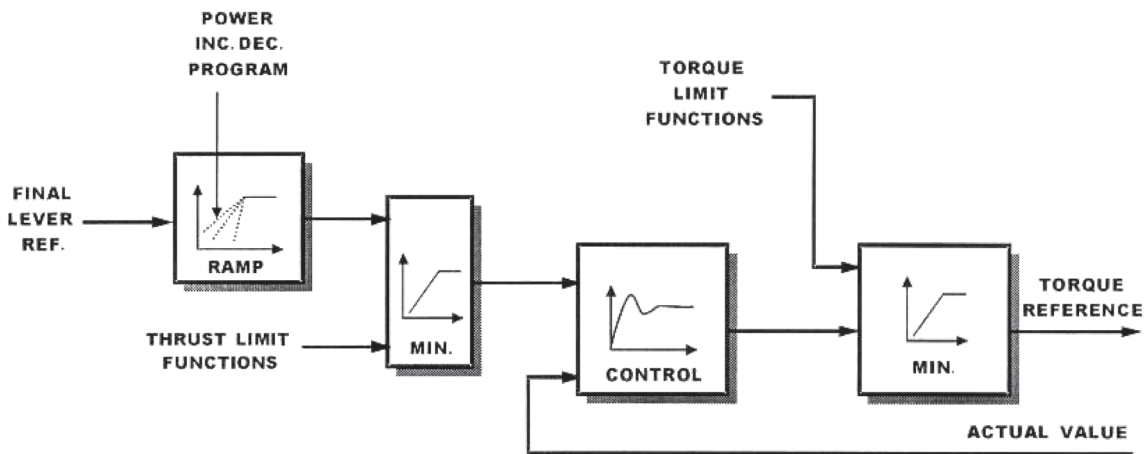 POWER
INC. DEC.
PROGRAM
TORQUE
LIMIT
FUNCTIONS
FINAL
LEVER
REF.
RAMP
THRUST LIMIT
FUNCTIONS
MIN.
CONTROL
MIN.
TORQUE
REFERENCE
ACTUAL VALUE